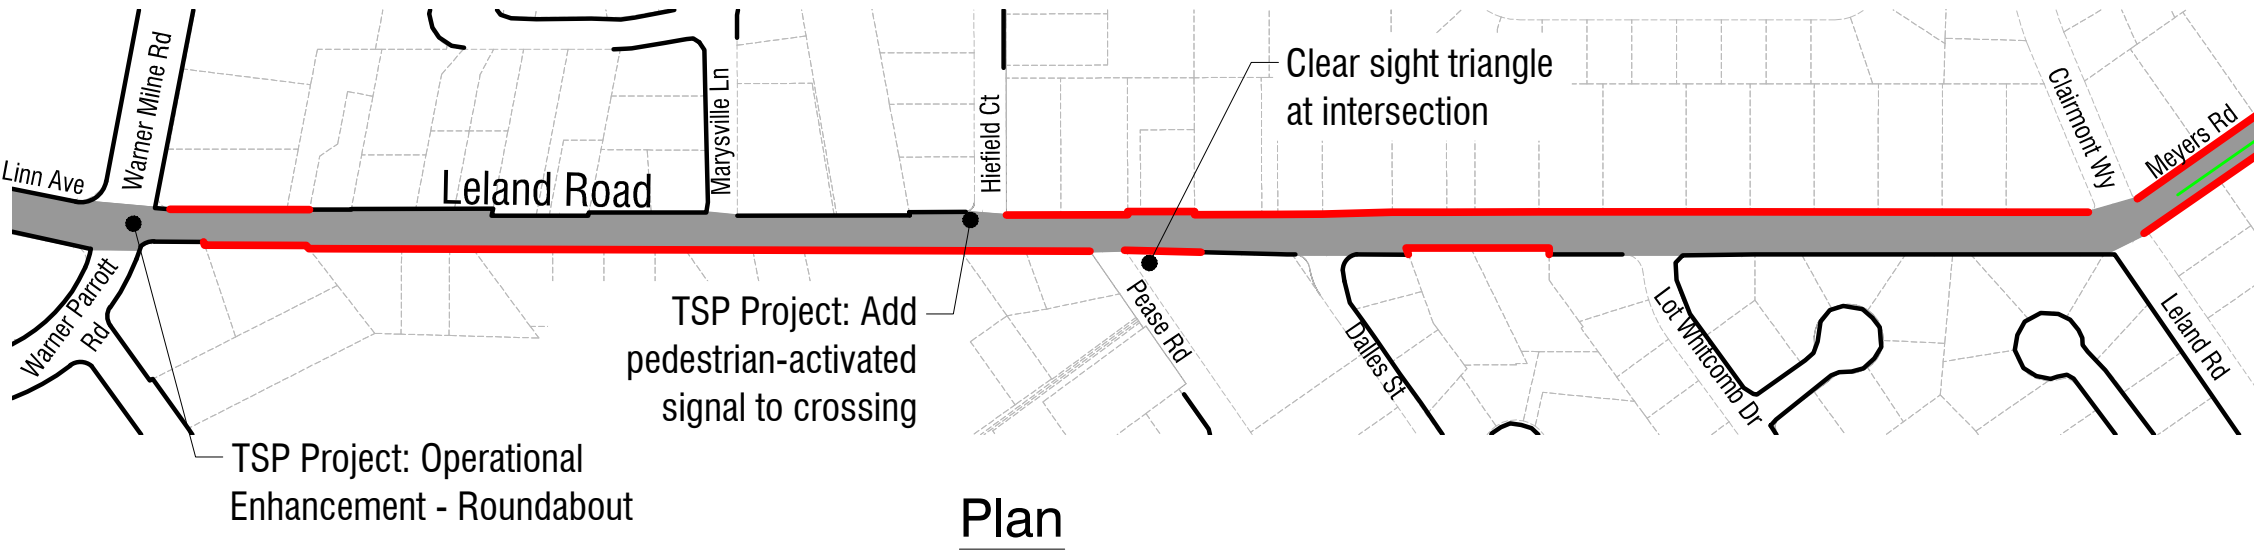 Linn Ave
Warner Milne Rd
Leland Road
Marysville Ln
Hiefield Ct
Clear sight triangle
at intersection
Clairmont Wy
Meyers Rd
Warner Parrott
Rd
TSP Project: Add
pedestrian-activated
signal to crossing
Pease Rd
Dalles St
Lot Whitcomb Dr
Leland Rd
TSP Project: Operational
Enhancement - Roundabout
Plan